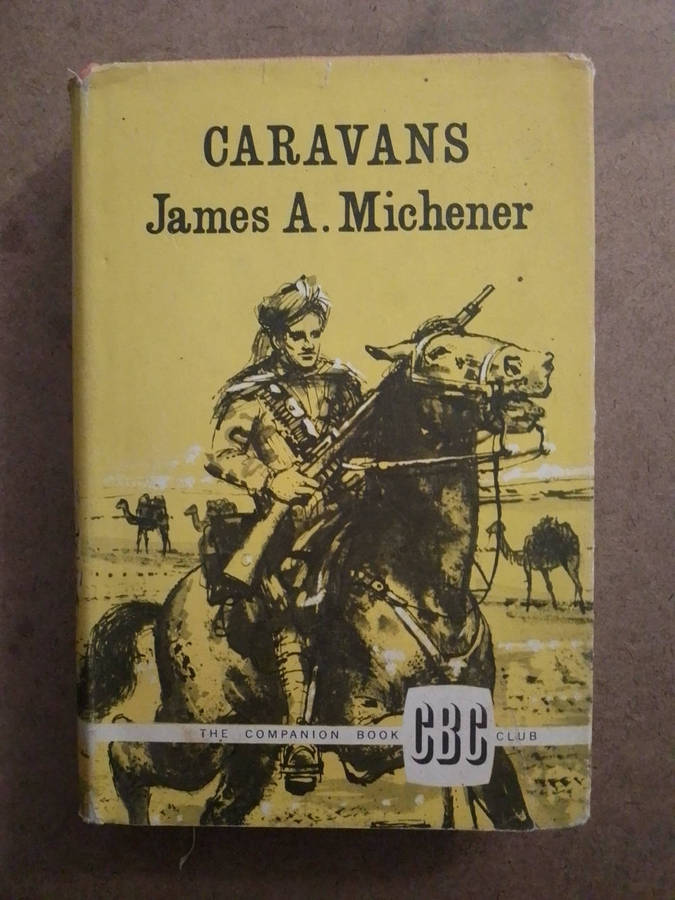 CARAVANS
James A. Michener
THE COMPANION BOOK CBC CLUB